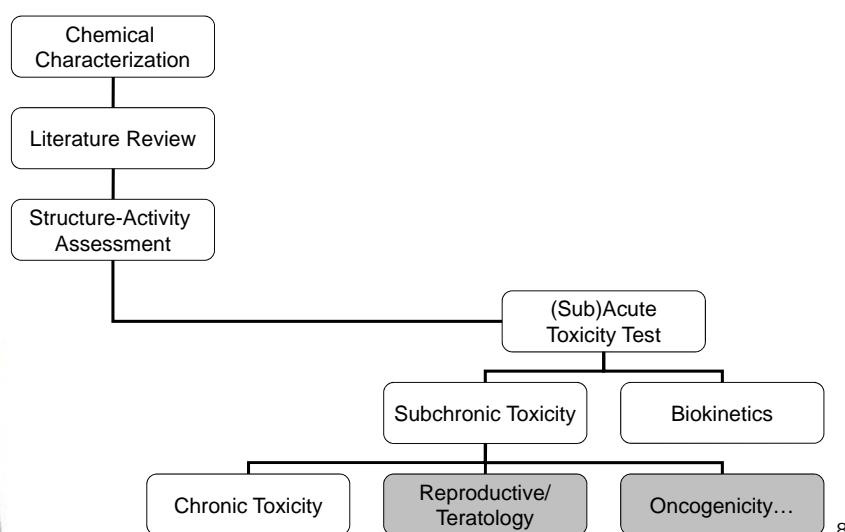 Chemical
Characterization
Literature Review
Structure-Activity
Assessment
(Sub)Acute
Toxicity Test
Subchronic Toxicity
Biokinetics
Chronic Toxicity
Reproductive/
Teratology
Oncogenicity…
8